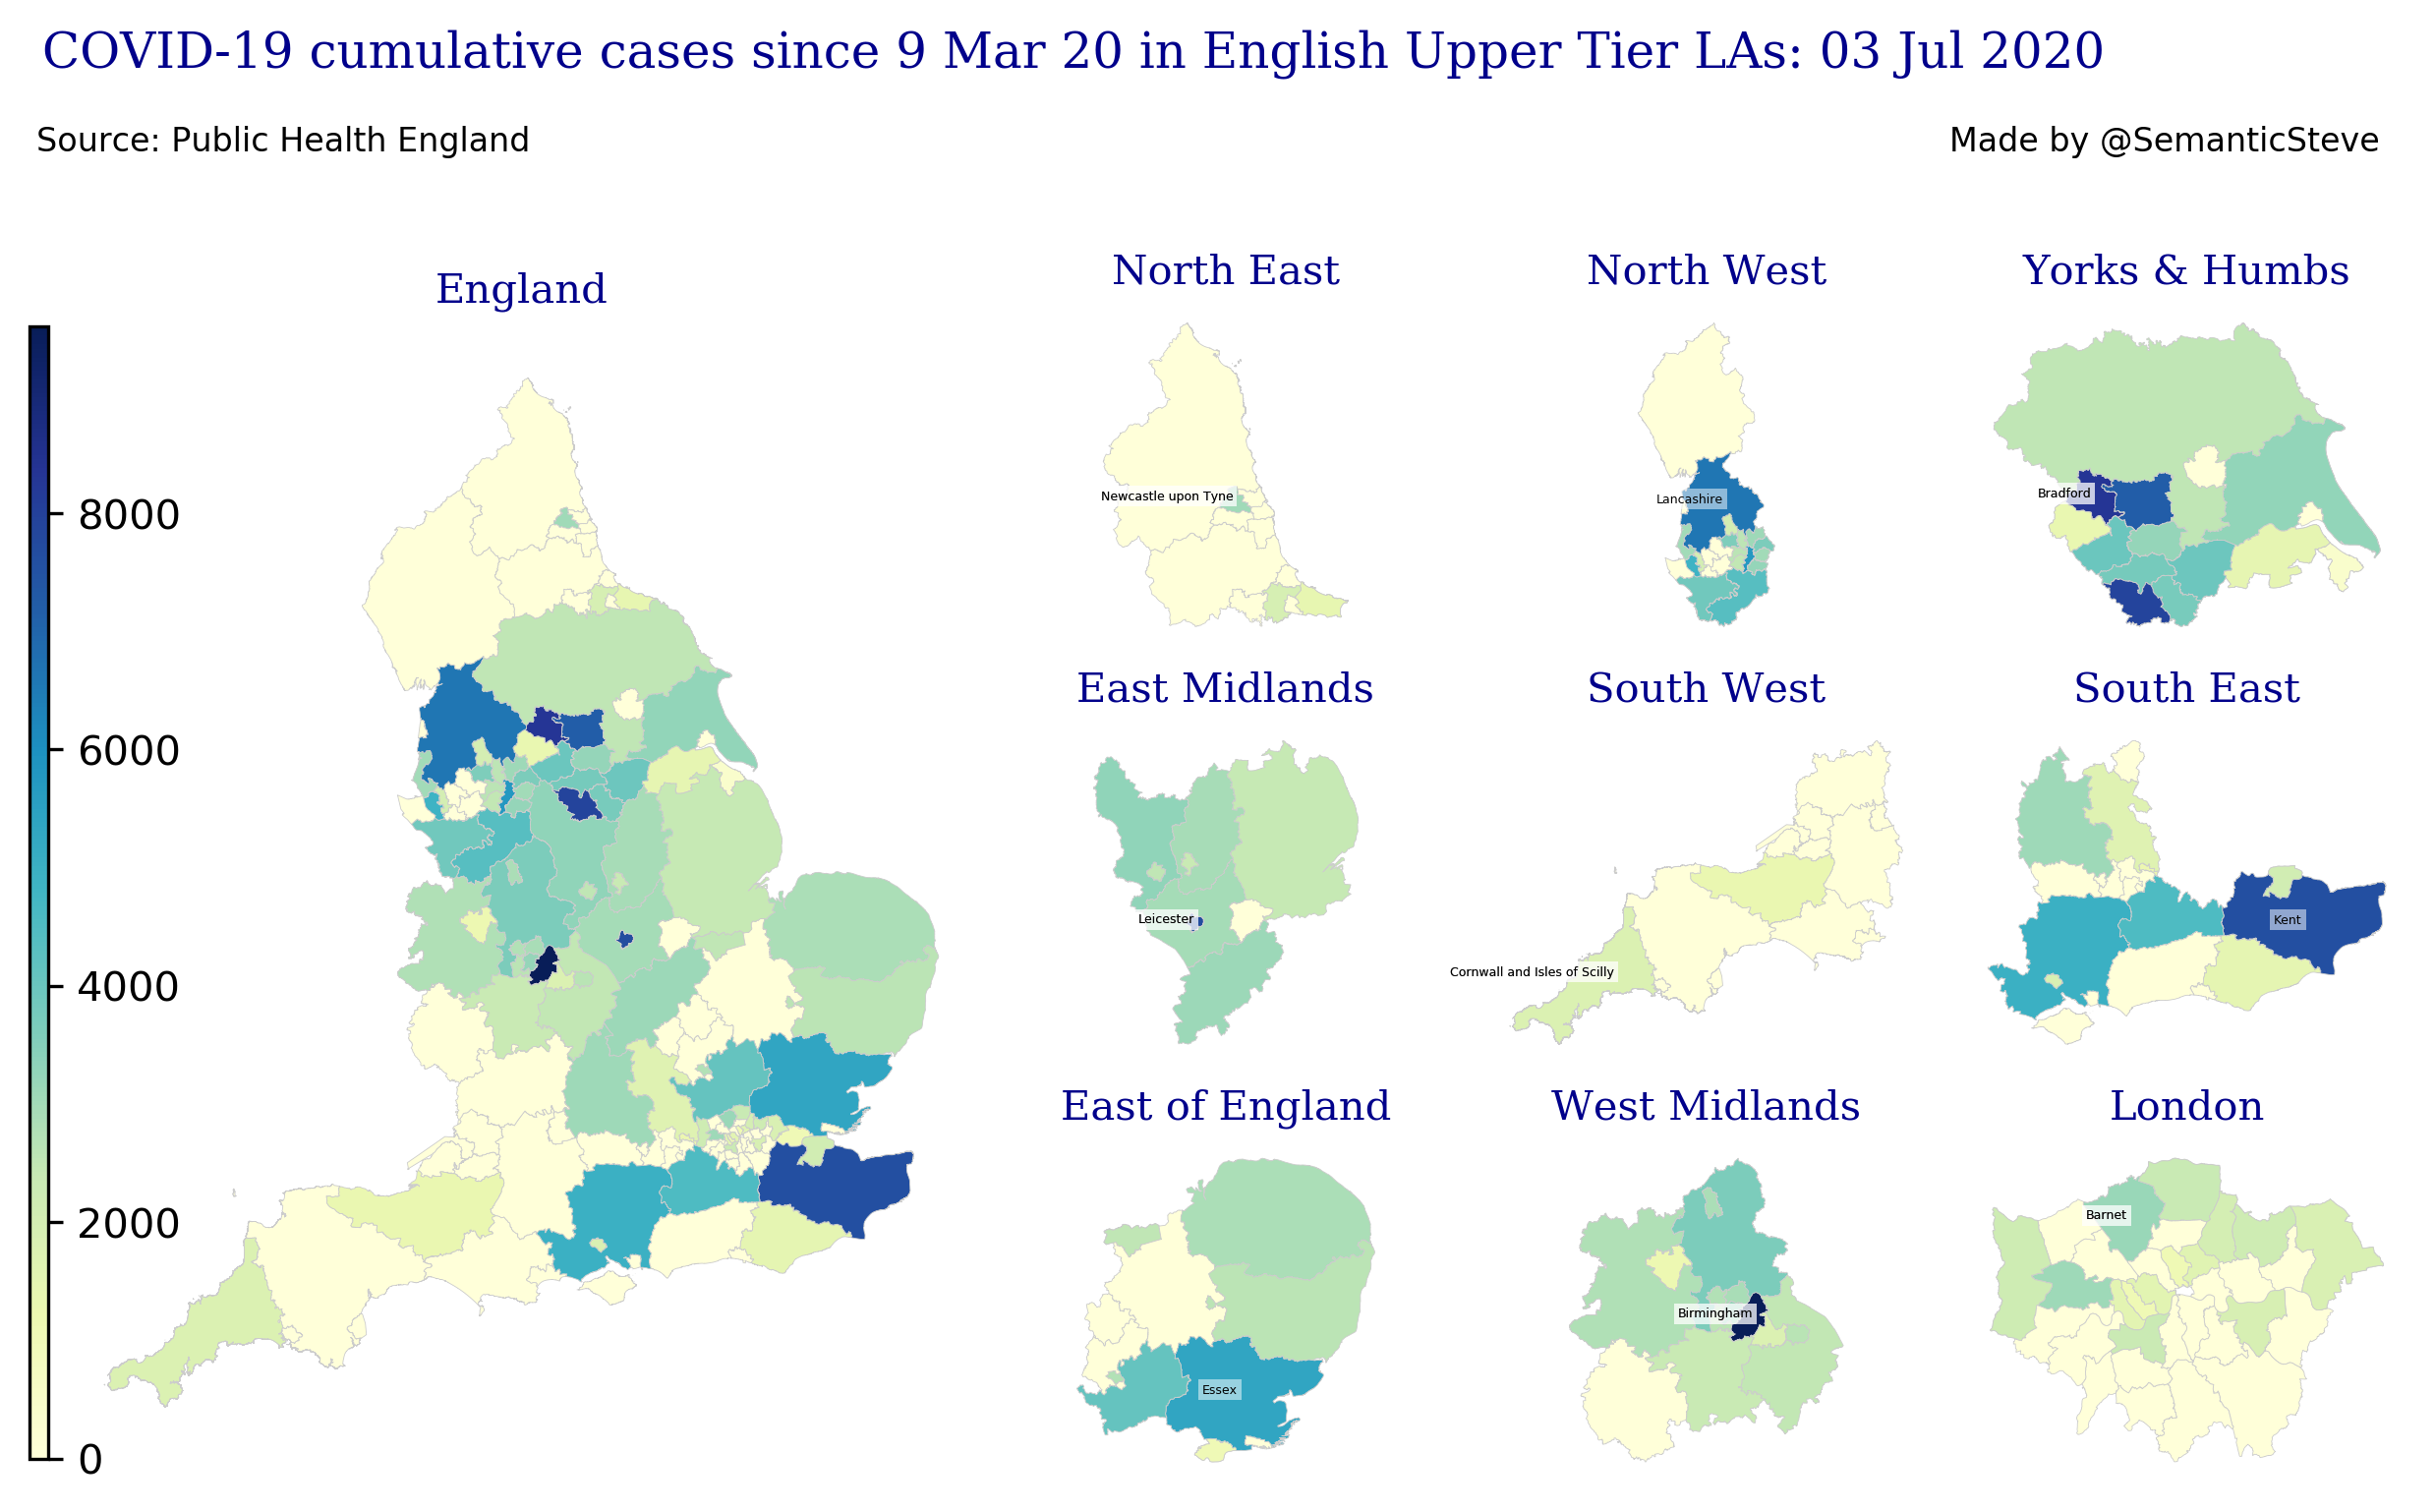 COVID-19 cumulative cases since 9 Mar 20 in English Upper Tier LAs: 03 Jul 2020
Source: Public Health England
Made by @SemanticSteve
England
8000
6000
4000
2000
0
North East
Newcastle upon Tyne
North West
Lancashire
Yorks & Humbs
Bradford
East Midlands
Leicester
South West
Cornwall and Isles of Scilly
South East
Kent
East of England
Essex
West Midlands
Birmingham
London
Barnet